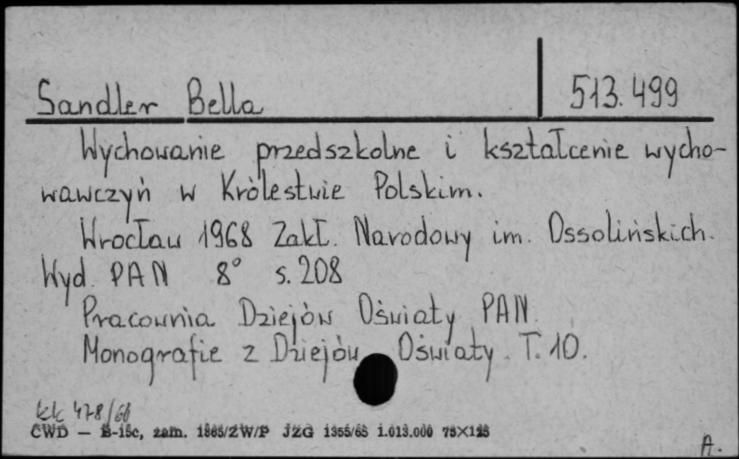 Sandler Bella 513.499
Wychowanie przedszkolne i kształcenie wycho-
wawczyń w Królestwie Polskim.
Wrocław 1968 Zakł. Narodowy im. Ossolińskich.
Wyd. PAN 8° s. 208
Pracownia Dziejów Oświaty PAN.
Monografie z Dziejów Oświaty. T. 10.
kk 478/68
CWD — B-15c, zam. 1865/ZW/P JZG 1355/65 1.013.000 75×125
A.